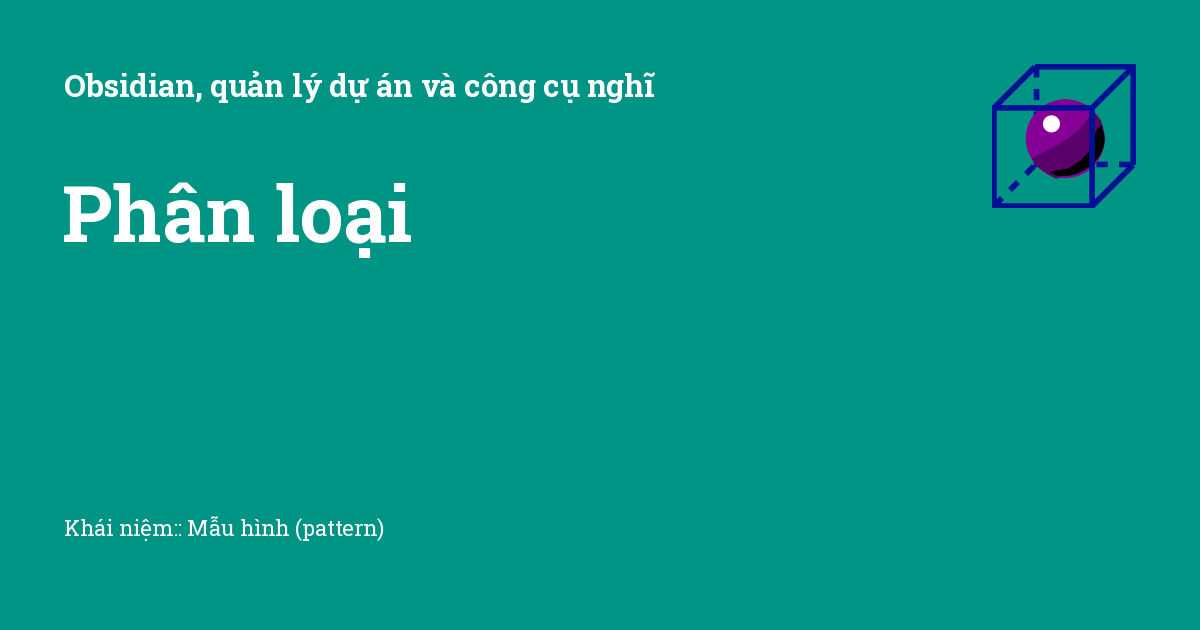 Obsidian, quản lý dự án và công cụ nghĩ
Phân loại
Khái niệm:: Mẫu hình (pattern)